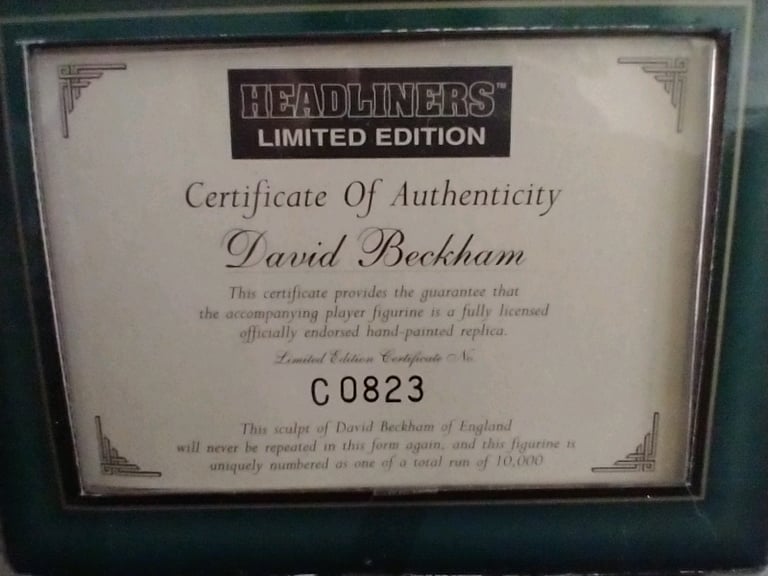 HEADLINERS™
LIMITED EDITION
Certificate Of Authenticity
David Beckham
This certificate provides the guarantee that
the accompanying player figurine is a fully licensed
officially endorsed hand-painted replica.
Limited Edition Certificate No.
C0823
This sculpt of David Beckham of England
will never be repeated in this form again, and this figurine is
uniquely numbered as one of a total run of 10,000